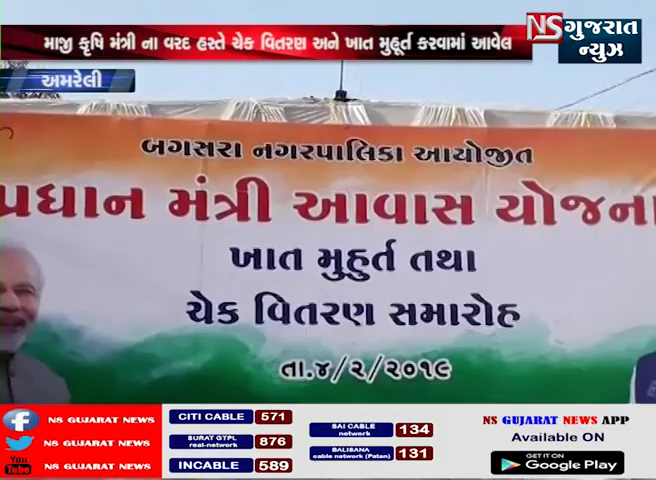 માજી કૃષિ મંત્રી ના વરદ હસ્તે ચેક વિતરણ અને ખાત મુહૂર્ત કરવામાં આવેલ
NS ગુજરાત
ન્યુઝ
અમરેલી
બગસરા નગરપાલિકા આયોજીત
પ્રધાન મંત્રી આવાસ યોજના
ખાત મુહુર્ત તથા
ચેક વિતરણ સમારોહ
તા.૪/૨/૨૦૧૯
NS GUJARAT NEWS
NS GUJARAT NEWS
You Tube NS GUJARAT NEWS
CITI CABLE 571
SURAT GTPL real-network 876
INCABLE 589
SAI CABLE network 134
BALISANA cable network (Patan) 131
NS GUJARAT NEWS APP
Available ON
GET IT ON
Google Play